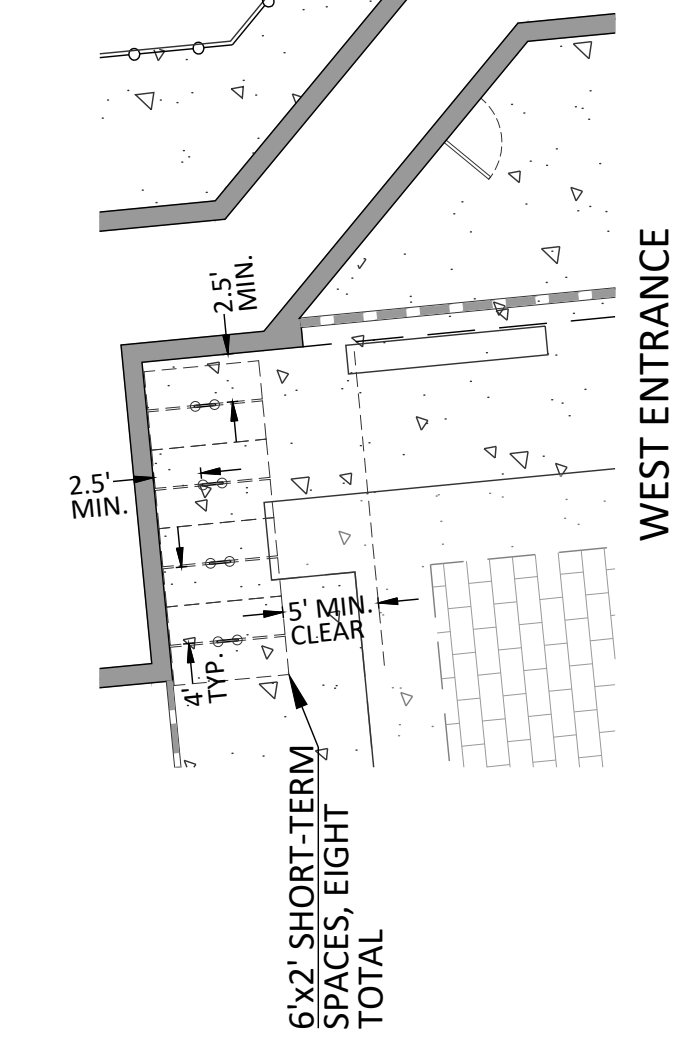 2.5'
MIN.
2.5'
MIN.
5' MIN.
CLEAR
4'
TYP.
6'x2' SHORT-TERM
SPACES, EIGHT
TOTAL
WEST ENTRANCE